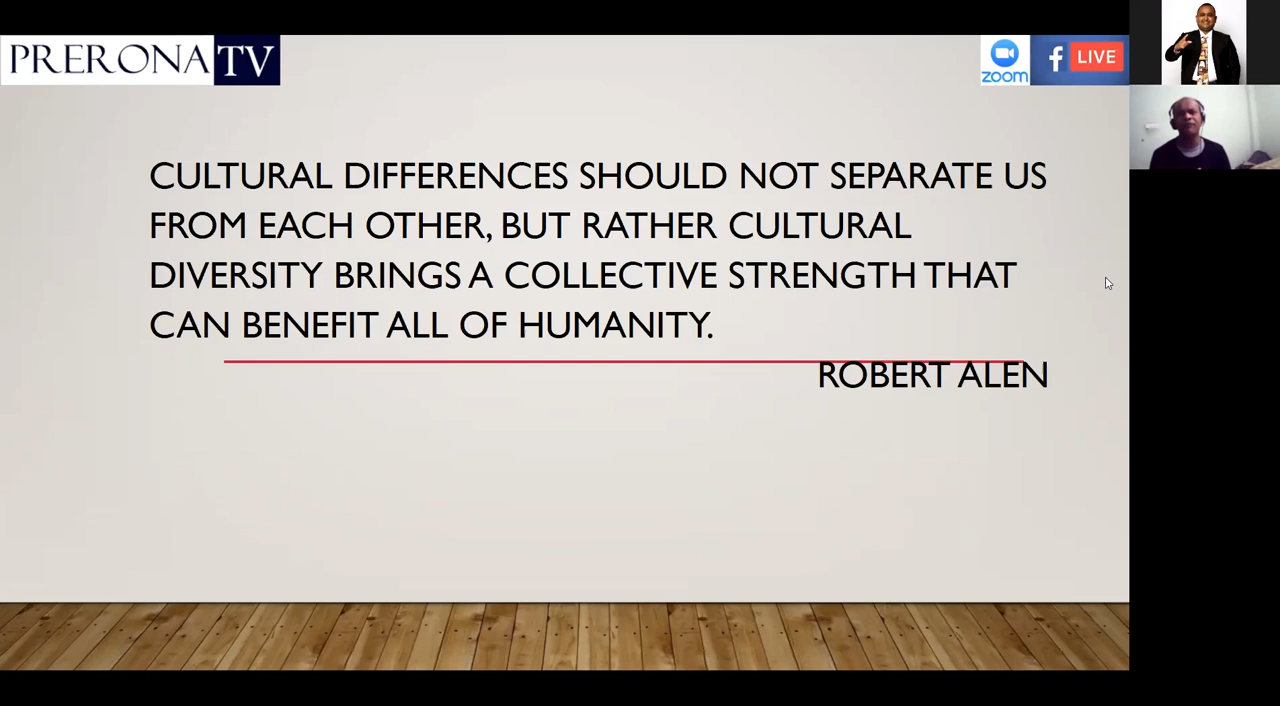 PRERONA TV
zoom
f LIVE
CULTURAL DIFFERENCES SHOULD NOT SEPARATE US
FROM EACH OTHER, BUT RATHER CULTURAL
DIVERSITY BRINGS A COLLECTIVE STRENGTH THAT
CAN BENEFIT ALL OF HUMANITY.
ROBERT ALEN